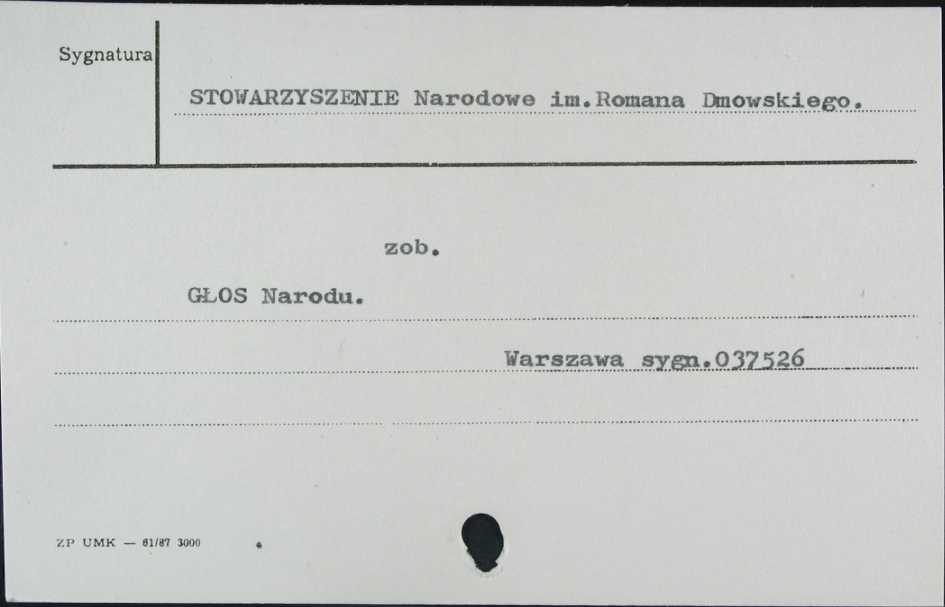 Sygnatura
STOWARZYSZENIE Narodowe im.Romana Dmowskiego.
zob.
GŁOS Narodu.
Warszawa sygn.037526
ZP UMK — 61/87 3000